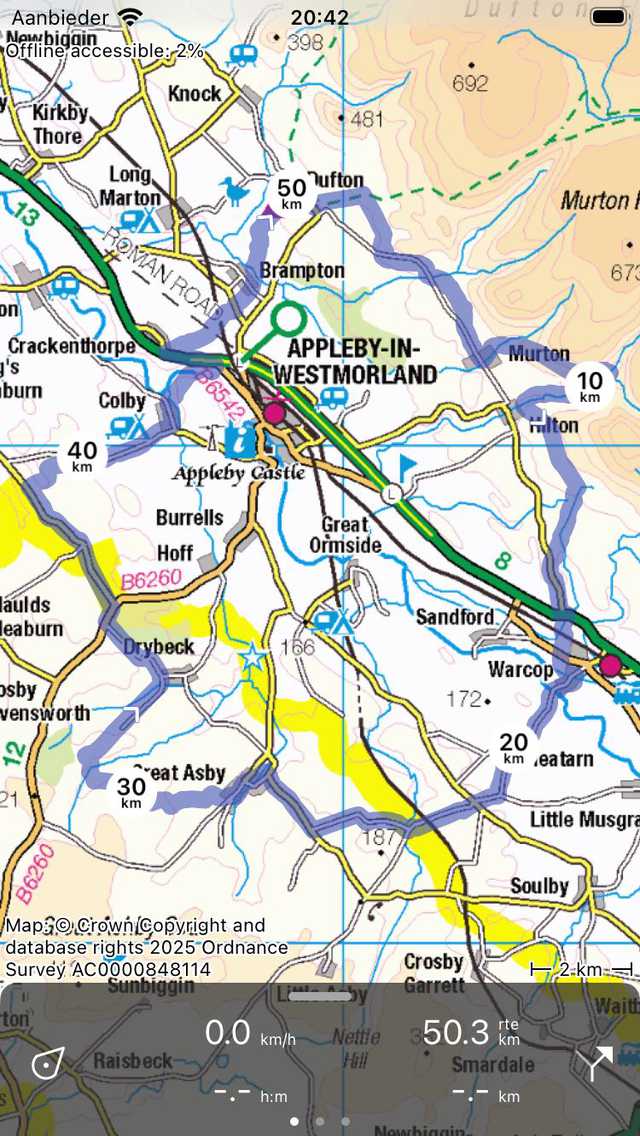 Aanbieder
20:42
Dufton
Newbiggin
Offline accessible: 2%
398
692
Knock
481
Kirkby
Thore
Long
Marton
50
km
Dufton
13
Murton
ROMAN ROAD
Brampton
673
Crackenthorpe
APPLEBY-IN-
WESTMORLAND
Murton
B6542
10
km
Colby
Hilton
40
km
Appleby Castle
Burrells
Great
Ormside
Hoff
8
B6260
Sandford
Drybeck
166
Warcop
172
12
20
km
Great Asby
30
km
21
Little Musgra
187
B6260
Soulby
Map: © Crown Copyright and
database rights 2025 Ordnance
Survey AC0000848114
Crosby
Garrett
2 km
Sunbiggin
Little Asby
Waitb
0.0 km/h
50.3 rte km
Nettle
Hill
Raisbeck
Smardale
-.- h:m
-.- km
Newbiggin-